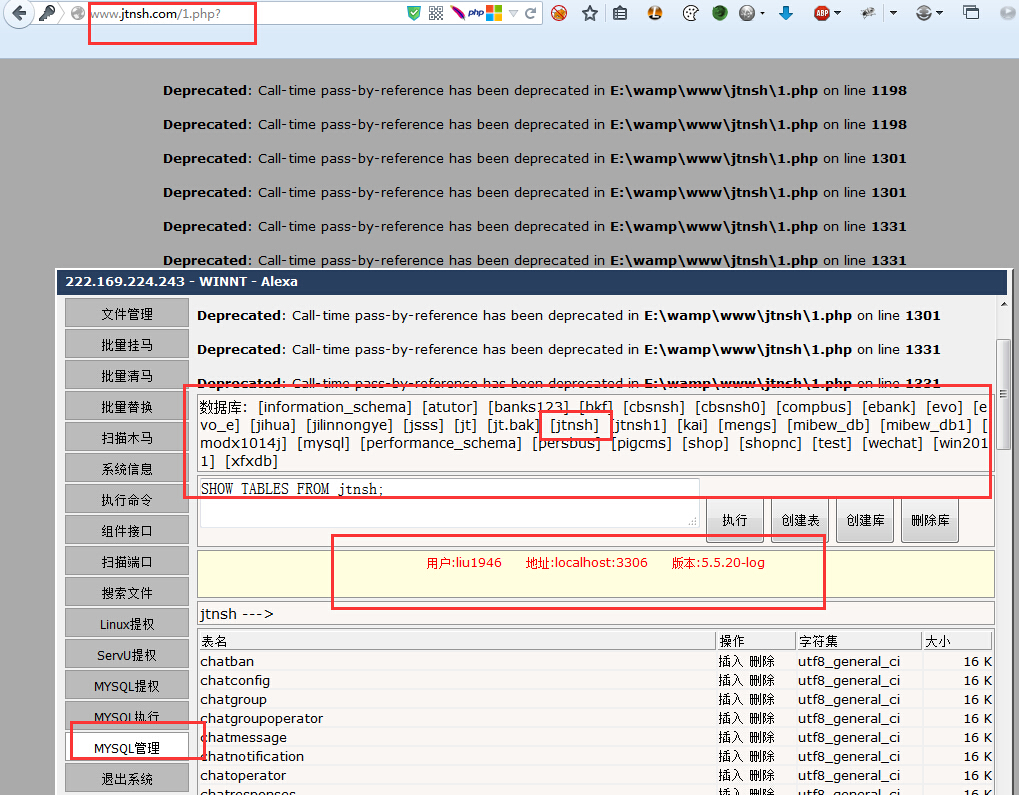 www.jtnsh.com/1.php?
php
ABP
Deprecated: Call-time pass-by-reference has been deprecated in E:\wamp\www\jtnsh\1.php on line 1198
Deprecated: Call-time pass-by-reference has been deprecated in E:\wamp\www\jtnsh\1.php on line 1198
Deprecated: Call-time pass-by-reference has been deprecated in E:\wamp\www\jtnsh\1.php on line 1301
Deprecated: Call-time pass-by-reference has been deprecated in E:\wamp\www\jtnsh\1.php on line 1301
Deprecated: Call-time pass-by-reference has been deprecated in E:\wamp\www\jtnsh\1.php on line 1331
Deprecated: Call-time pass-by-reference has been deprecated in E:\wamp\www\jtnsh\1.php on line 1331
222.169.224.243 - WINNT - Alexa
文件管理
批量挂马
批量清马
批量替换
扫描木马
系统信息
执行命令
组件接口
扫描端口
搜索文件
Linux提权
ServU提权
MYSQL提权
MYSQL执行
MYSQL管理
退出系统
Deprecated: Call-time pass-by-reference has been deprecated in E:\wamp\www\jtnsh\1.php on line 1301
Deprecated: Call-time pass-by-reference has been deprecated in E:\wamp\www\jtnsh\1.php on line 1331
Deprecated: Call-time pass-by-reference has been deprecated in E:\wamp\www\jtnsh\1.php on line 1331
数据库: [information_schema] [atutor] [banks123] [bkf] [cbsnsh] [cbsnsh0] [compbus] [ebank] [evo] [e
vo_e] [jihua] [jilinnongye] [jsss] [jt] [jt.bak] [jtnsh] [jtnsh1] [kai] [mengs] [mibew_db] [mibew_db1] [
modx1014j] [mysql] [performance_schema] [persbus] [pigcms] [shop] [shopnc] [test] [wechat] [win201
1] [xfxdb]
SHOW TABLES FROM jtnsh;
执行 创建表 创建库 删除库
用户:liu1946 地址:localhost:3306 版本:5.5.20-log
jtnsh --->
表名 操作 字符集 大小
chatban 插入 删除 utf8_general_ci 16 K
chatconfig 插入 删除 utf8_general_ci 16 K
chatgroup 插入 删除 utf8_general_ci 16 K
chatgroupoperator 插入 删除 utf8_general_ci 16 K
chatmessage 插入 删除 utf8_general_ci 16 K
chatnotification 插入 删除 utf8_general_ci 16 K
chatoperator 插入 删除 utf8_general_ci 16 K
chatresponses 插入 删除 utf8_general_ci 16 K